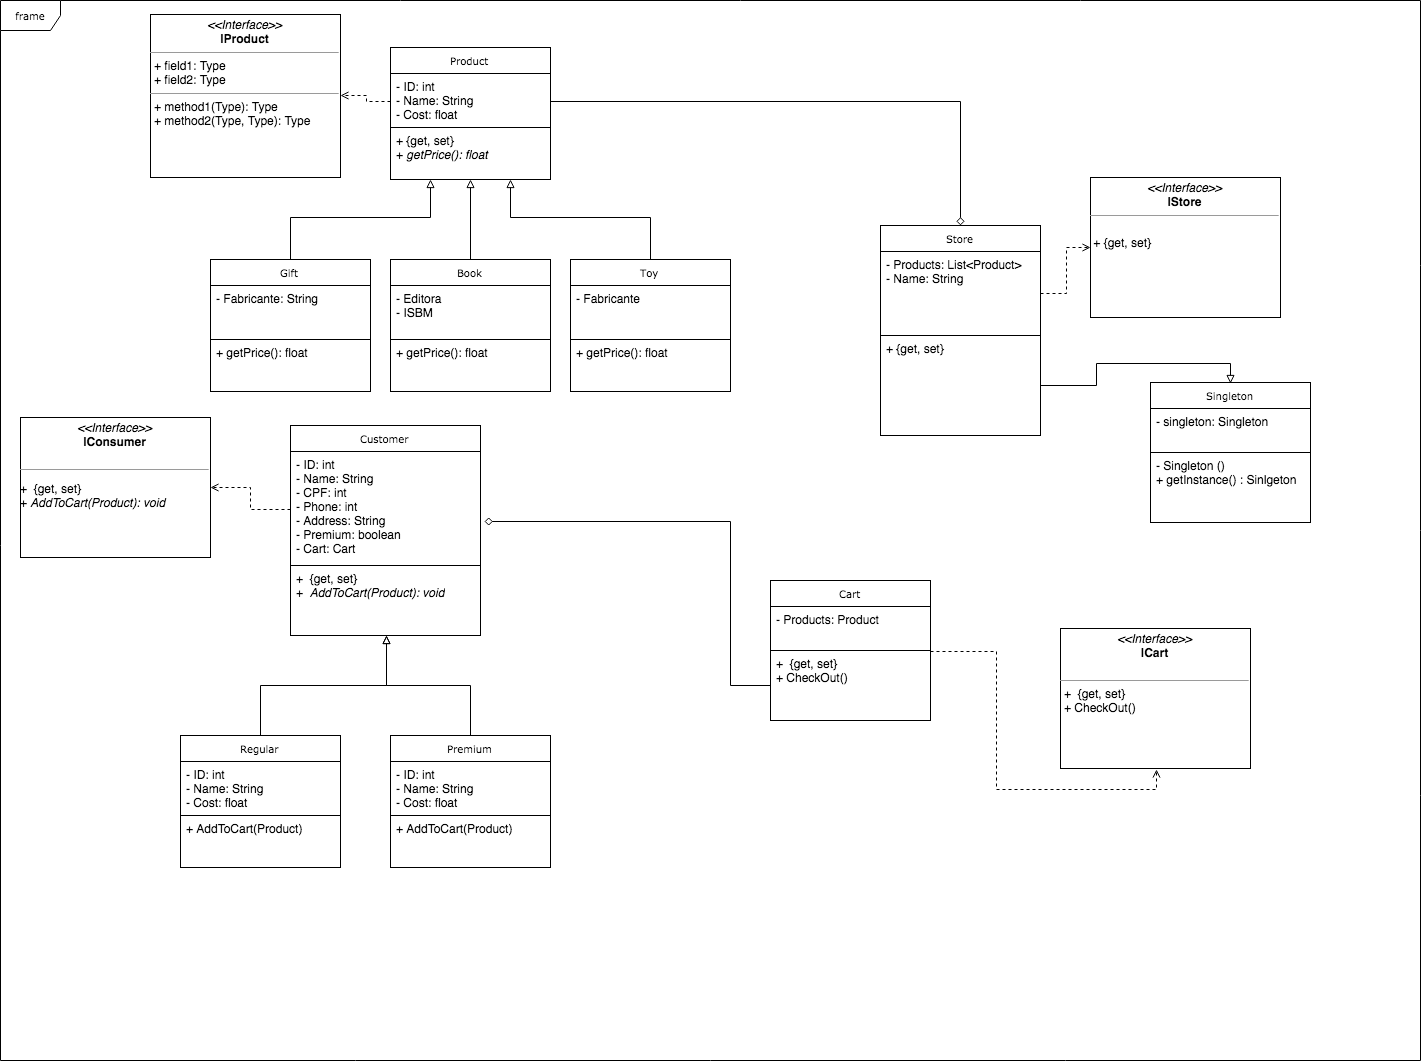 frame
<<Interface>>
IProduct
+ field1: Type
+ field2: Type
+ method1(Type): Type
+ method2(Type, Type): Type
Product
- ID: int
- Name: String
- Cost: float
+ {get, set}
+ getPrice(): float
Gift
- Fabricante: String
+ getPrice(): float
Book
- Editora
- ISBM
+ getPrice(): float
Toy
- Fabricante
+ getPrice(): float
Store
- Products: List<Product>
- Name: String
+ {get, set}
<<Interface>>
IStore
+ {get, set}
Singleton
- singleton: Singleton
- Singleton ()
+ getInstance() : Sinlgeton
<<Interface>>
IConsumer
+ {get, set}
+ AddToCart(Product): void
Customer
- ID: int
- Name: String
- CPF: int
- Phone: int
- Address: String
- Premium: boolean
- Cart: Cart
+ {get, set}
+ AddToCart(Product): void
Cart
- Products: Product
+ {get, set}
+ CheckOut()
<<Interface>>
ICart
+ {get, set}
+ CheckOut()
Regular
- ID: int
- Name: String
- Cost: float
+ AddToCart(Product)
Premium
- ID: int
- Name: String
- Cost: float
+ AddToCart(Product)